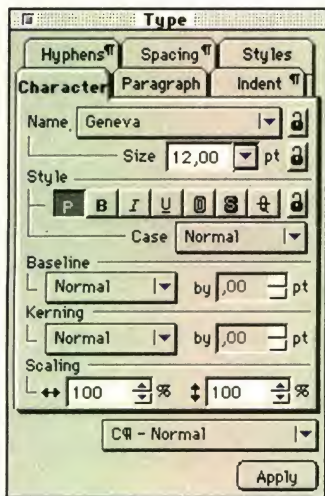 Type
Hyphens¶ Spacing¶ Styles
Character Paragraph Indent ¶
Name Geneva
Size 12,00 pt
Style
P B I U O S Q
Case Normal
Baseline
Normal by ,00 pt
Kerning
Normal by ,00 pt
Scaling
↔ 100 % ↕ 100 %
C¶ - Normal
Apply